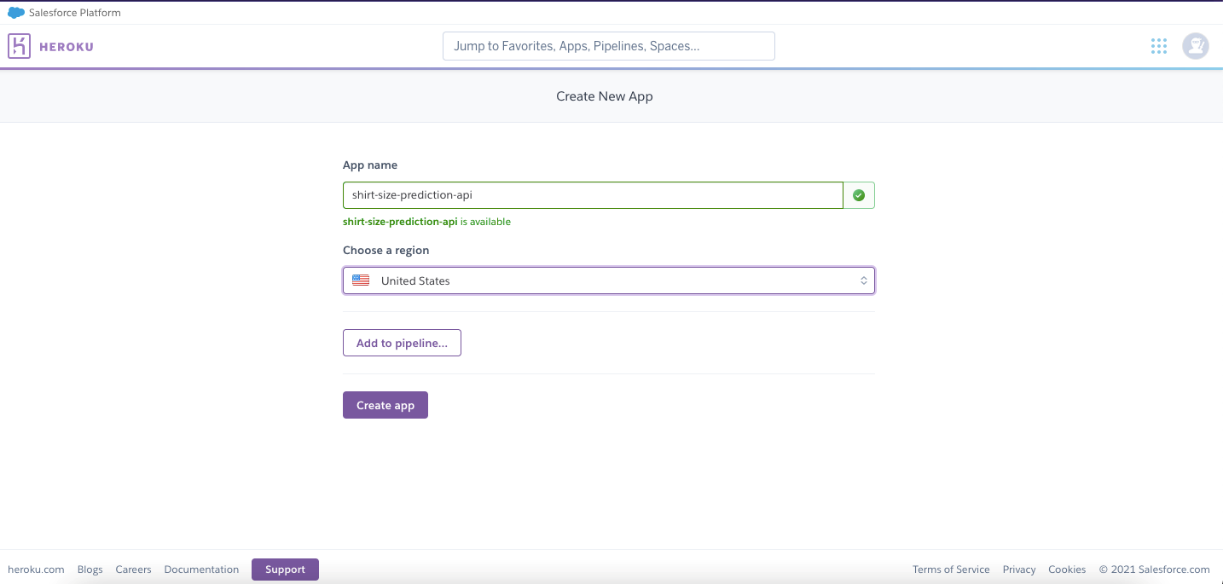 Salesforce Platform
HEROKU
Jump to Favorites, Apps, Pipelines, Spaces...
Create New App
App name
shirt-size-prediction-api
shirt-size-prediction-api is available
Choose a region
United States
Add to pipeline...
Create app
heroku.com Blogs Careers Documentation Support Terms of Service Privacy Cookies © 2021 Salesforce.com